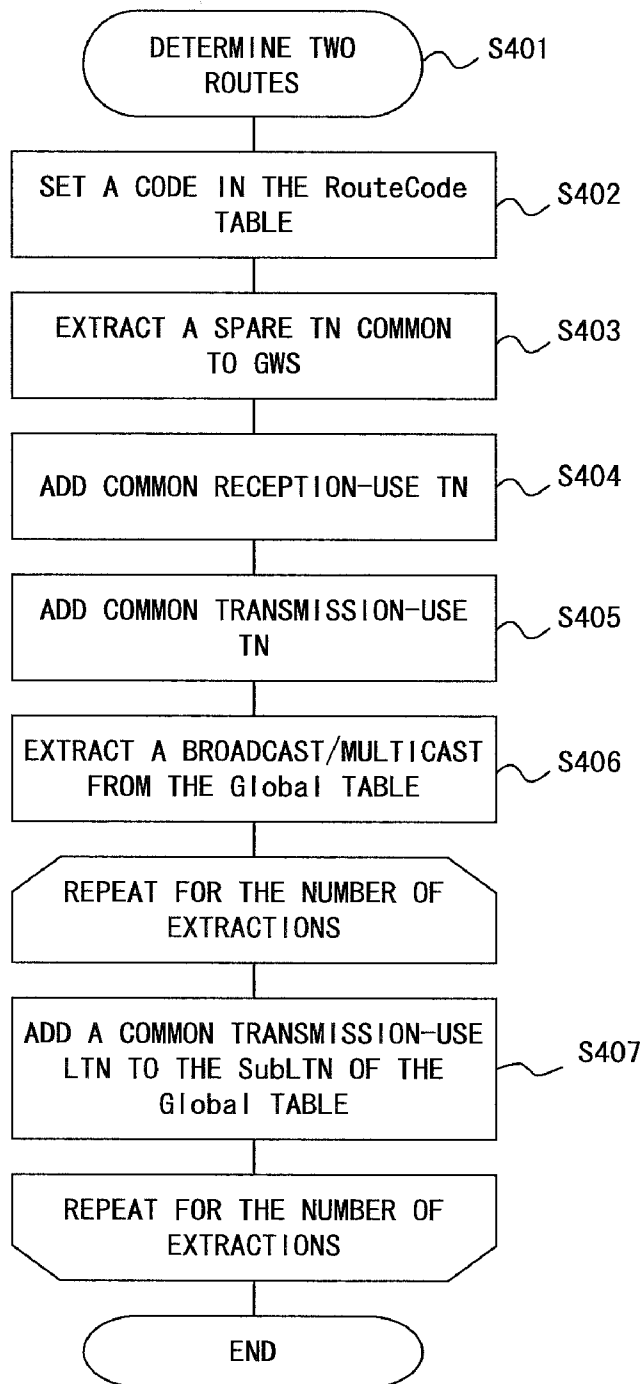 DETERMINE TWO
ROUTES
S401
SET A CODE IN THE RouteCode
TABLE
S402
EXTRACT A SPARE TN COMMON
TO GWS
S403
ADD COMMON RECEPTION-USE TN
S404
ADD COMMON TRANSMISSION-USE
TN
S405
EXTRACT A BROADCAST/MULTICAST
FROM THE Global TABLE
S406
REPEAT FOR THE NUMBER OF
EXTRACTIONS
ADD A COMMON TRANSMISSION-USE
LTN TO THE SubLTN OF THE
Global TABLE
S407
REPEAT FOR THE NUMBER OF
EXTRACTIONS
END